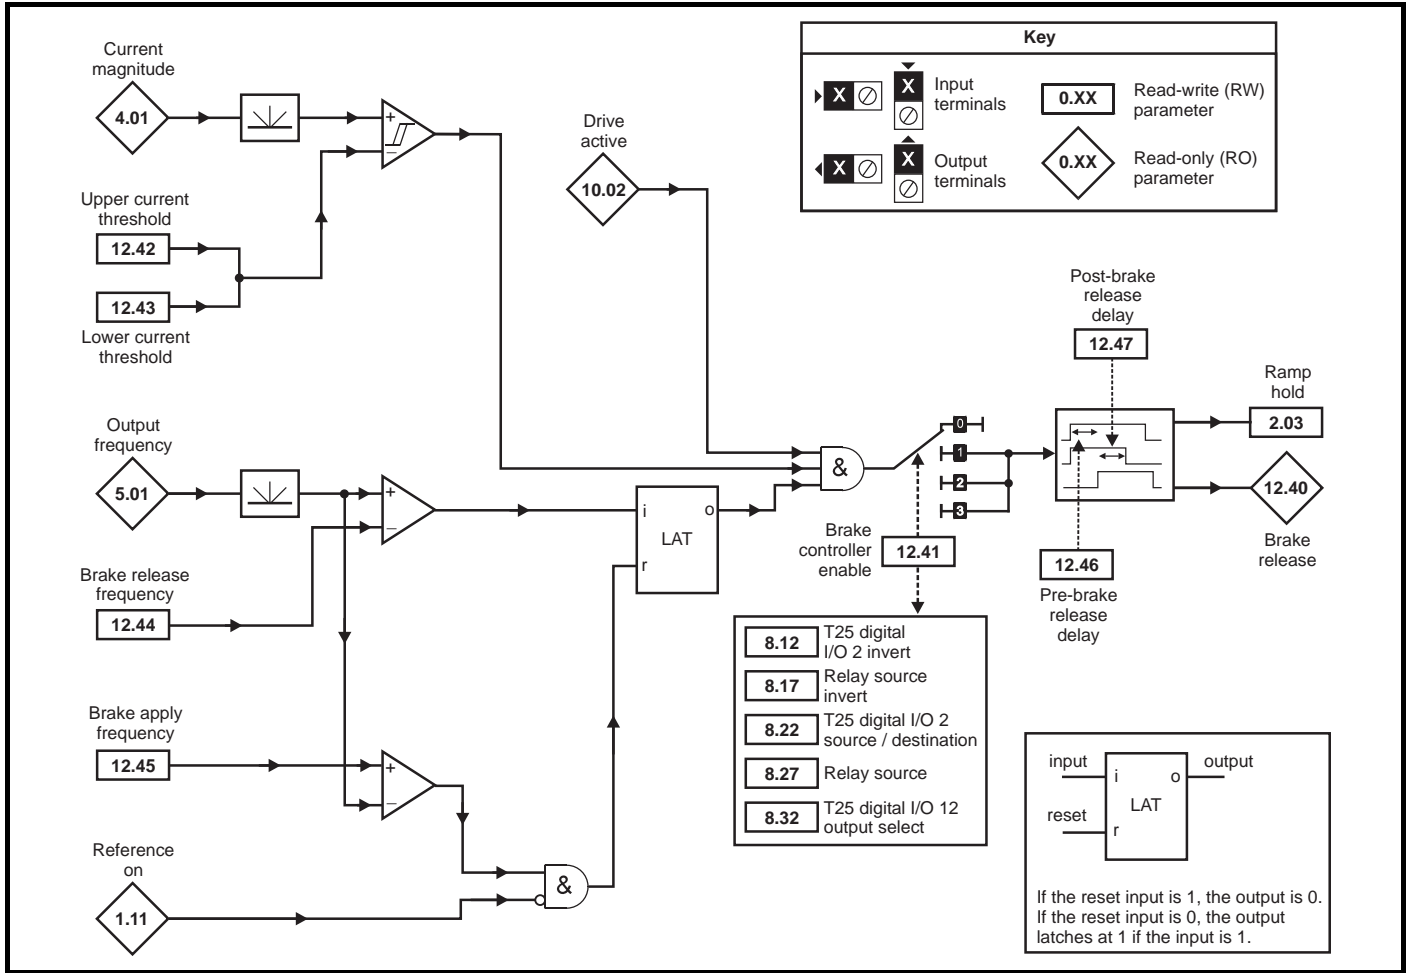 Current
magnitude
4.01
+
−
Upper current
threshold
12.42
12.43
Lower current
threshold
Drive
active
10.02
Key
X
X
Input
terminals
X
X
Output
terminals
0.XX
Read-write (RW)
parameter
0.XX
Read-only (RO)
parameter
Output
frequency
5.01
+
−
Brake release
frequency
12.44
Brake apply
frequency
12.45
+
−
Reference
on
1.11
&
i
o
LAT
r
&
0
1
2
3
Brake
controller
enable
12.41
8.12
T25 digital
I/O 2 invert
8.17
Relay source
invert
8.22
T25 digital I/O 2
source / destination
8.27
Relay source
8.32
T25 digital I/O 12
output select
Post-brake
release
delay
12.47
12.46
Pre-brake
release
delay
Ramp
hold
2.03
12.40
Brake
release
input
i
o
output
LAT
reset
r
If the reset input is 1, the output is 0.
If the reset input is 0, the output
latches at 1 if the input is 1.